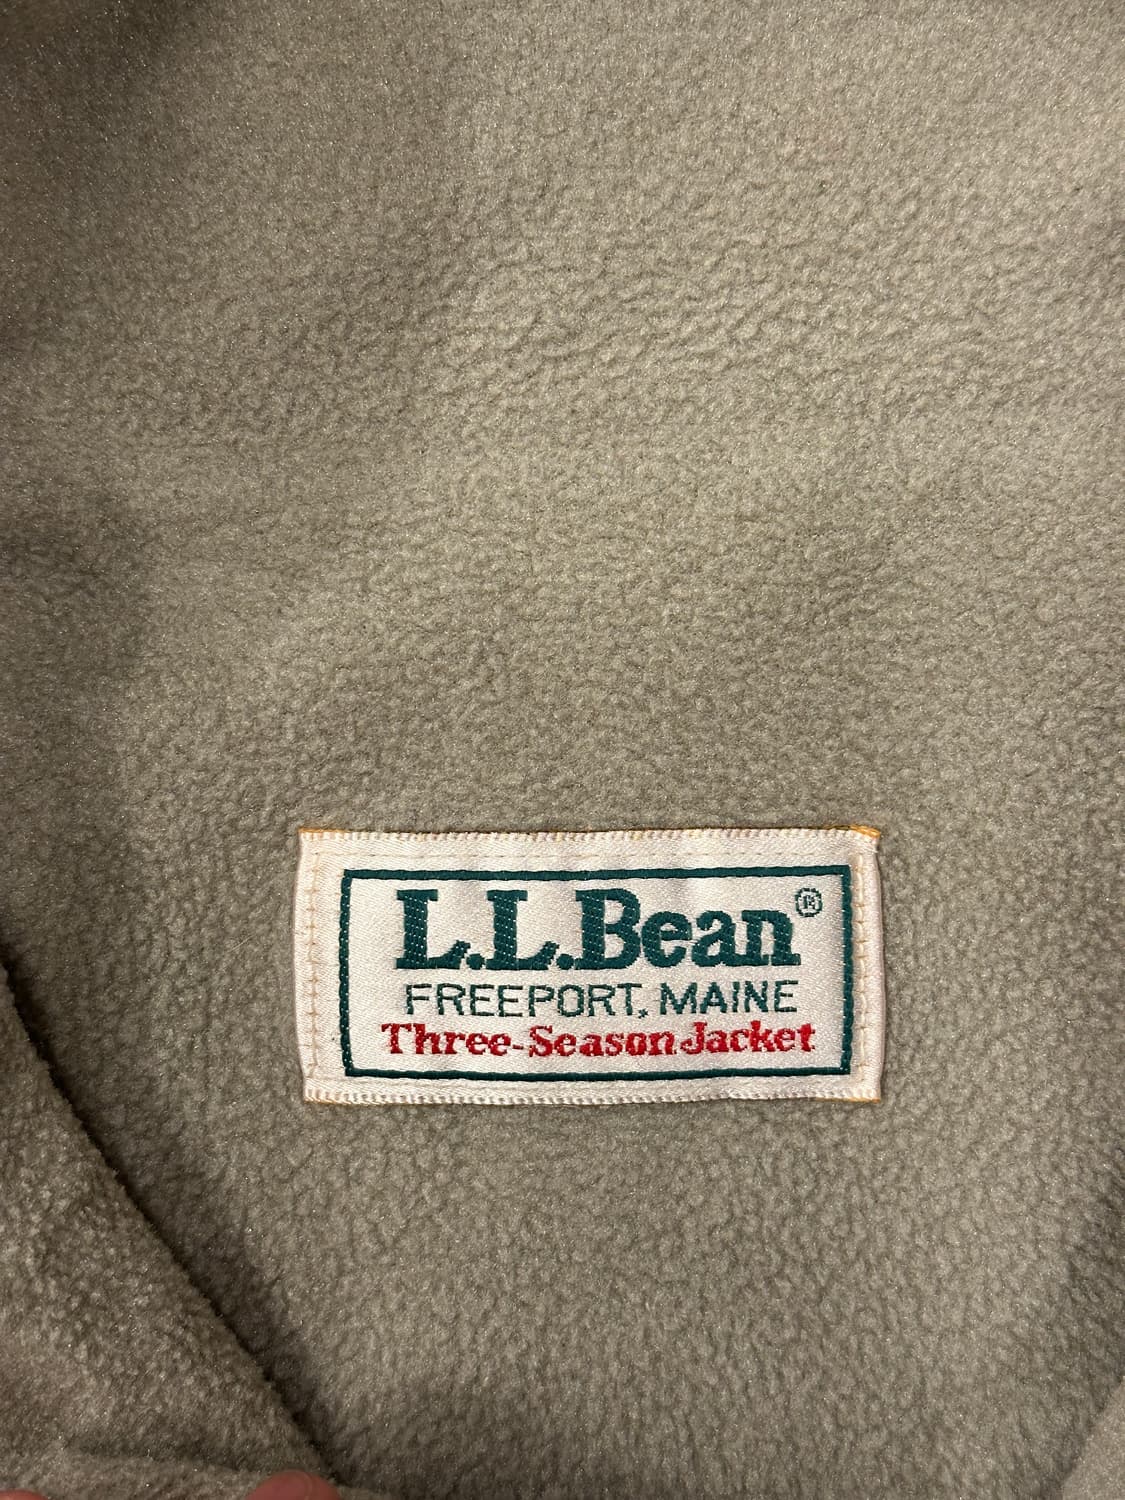 L.L.Bean®
FREEPORT, MAINE
Three-Season Jacket